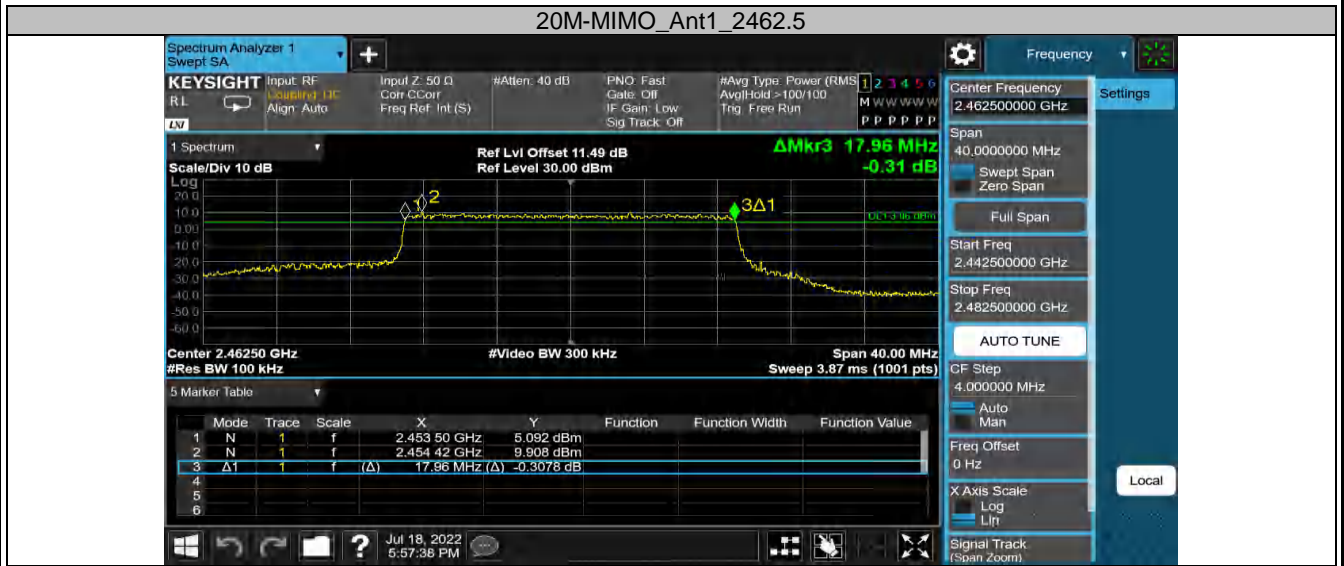 20M-MIMO_Ant1_2462.5
Spectrum Analyzer 1
Swept SA
+
Frequency
KEYSIGHT
RL
LXI
Input: RF
Align: Auto
Input Z: 50 Ω
Corr CCorr
Freq Ref: Int (S)
#Atten: 40 dB
PNO: Fast
Gate: Off
IF Gain: Low
Sig Track: Off
#Avg Type: Power (RMS
Avg|Hold >100/100
Trig: Free Run
1 2 3 4 5 6
M W W W W W
P P P P P P
Center Frequency
2.462500000 GHz
Settings
Span
40.0000000 MHz
Swept Span
Zero Span
Full Span
Start Freq
2.442500000 GHz
Stop Freq
2.482500000 GHz
AUTO TUNE
CF Step
4.000000 MHz
Auto
Man
Freq Offset
0 Hz
X Axis Scale
Log
Lin
Signal Track
(Span Zoom)
Local
1 Spectrum
Scale/Div 10 dB
Ref Lvl Offset 11.49 dB
Ref Level 30.00 dBm
ΔMkr3 17.96 MHz
-0.31 dB
Log
20.0
10.0
0.00
-10.0
-20.0
-30.0
-40.0
-50.0
-60.0
1
2
3Δ1
Center 2.46250 GHz
#Res BW 100 kHz
#Video BW 300 kHz
Span 40.00 MHz
Sweep 3.87 ms (1001 pts)
5 Marker Table
Mode Trace Scale X Y Function Function Width Function Value
1 N 1 f 2.453 50 GHz 5.092 dBm
2 N 1 f 2.454 42 GHz 9.908 dBm
3 Δ1 1 f (Δ) 17.96 MHz (Δ) -0.3078 dB
4
5
6
?
Jul 18, 2022
5:57:38 PM